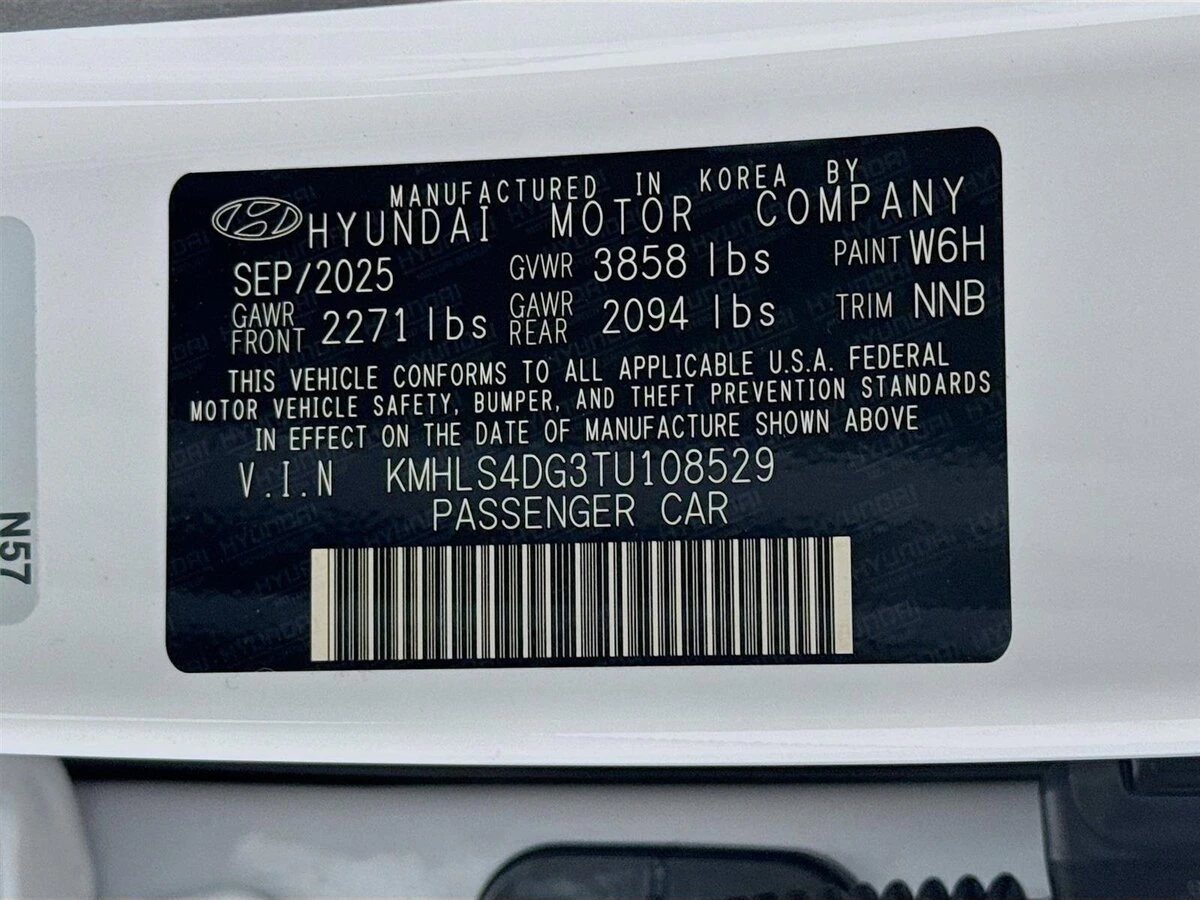 MANUFACTURED IN KOREA BY
HYUNDAI MOTOR COMPANY
SEP/2025 GVWR 3858 lbs PAINT W6H
GAWR FRONT 2271 lbs GAWR REAR 2094 lbs TRIM NNB
THIS VEHICLE CONFORMS TO ALL APPLICABLE U.S.A. FEDERAL
MOTOR VEHICLE SAFETY, BUMPER, AND THEFT PREVENTION STANDARDS
IN EFFECT ON THE DATE OF MANUFACTURE SHOWN ABOVE
V.I.N KMHLS4DG3TU108529
PASSENGER CAR
N57